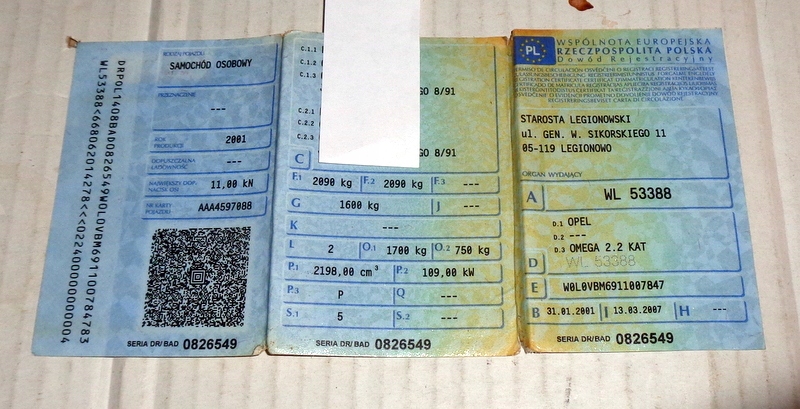 DRPOL1408BAD0826549W0L0VBM6911007847B3
WL53388<668062014278<<<0224000000000004
RODZAJ POJAZDU
SAMOCHÓD OSOBOWY
PRZEZNACZENIE
---
ROK PRODUKCJI
2001
DOPUSZCZALNA ŁADOWNOŚĆ
---
NAJWIĘKSZY DOP. NACISK OSI
11,00 kN
NR KARTY POJAZDU
AAA4597088
SERIA DR/BAD 0826549
C.1.1
C.1.2
C.1.3
GO 8/91
C.2.1
C.2.2
C.2.3
GO 8/91
C
F.1 2090 kg F.2 2090 kg F.3 ---
G 1600 kg J ---
K ---
L 2 O.1 1700 kg O.2 750 kg
P.1 2198,00 cm³ P.2 109,00 kW
P.3 P Q ---
S.1 5 S.2 ---
SERIA DR/BAD 0826549
PL
WSPÓLNOTA EUROPEJSKA
RZECZPOSPOLITA POLSKA
Dowód Rejestracyjny
STAROSTA LEGIONOWSKI
ul. GEN. W. SIKORSKIEGO 11
05-119 LEGIONOWO
ORGAN WYDAJĄCY
A WL 53388
D.1 OPEL
D.2 ---
D.3 OMEGA 2.2 KAT
D WL 53388
E W0L0VBM6911007847
B 31.01.2001 I 13.03.2007 H ---
SERIA DR/BAD 0826549